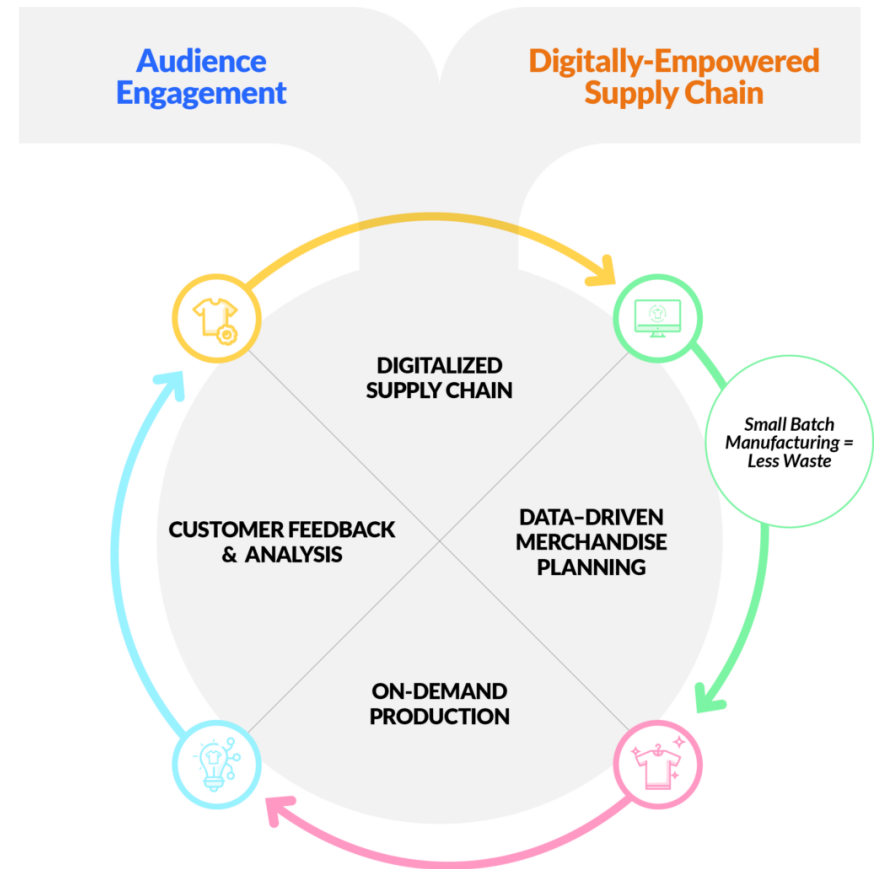 Audience
Engagement
Digitally-Empowered
Supply Chain
DIGITALIZED
SUPPLY CHAIN
Small Batch
Manufacturing =
Less Waste
CUSTOMER FEEDBACK
& ANALYSIS
DATA–DRIVEN
MERCHANDISE
PLANNING
ON-DEMAND
PRODUCTION